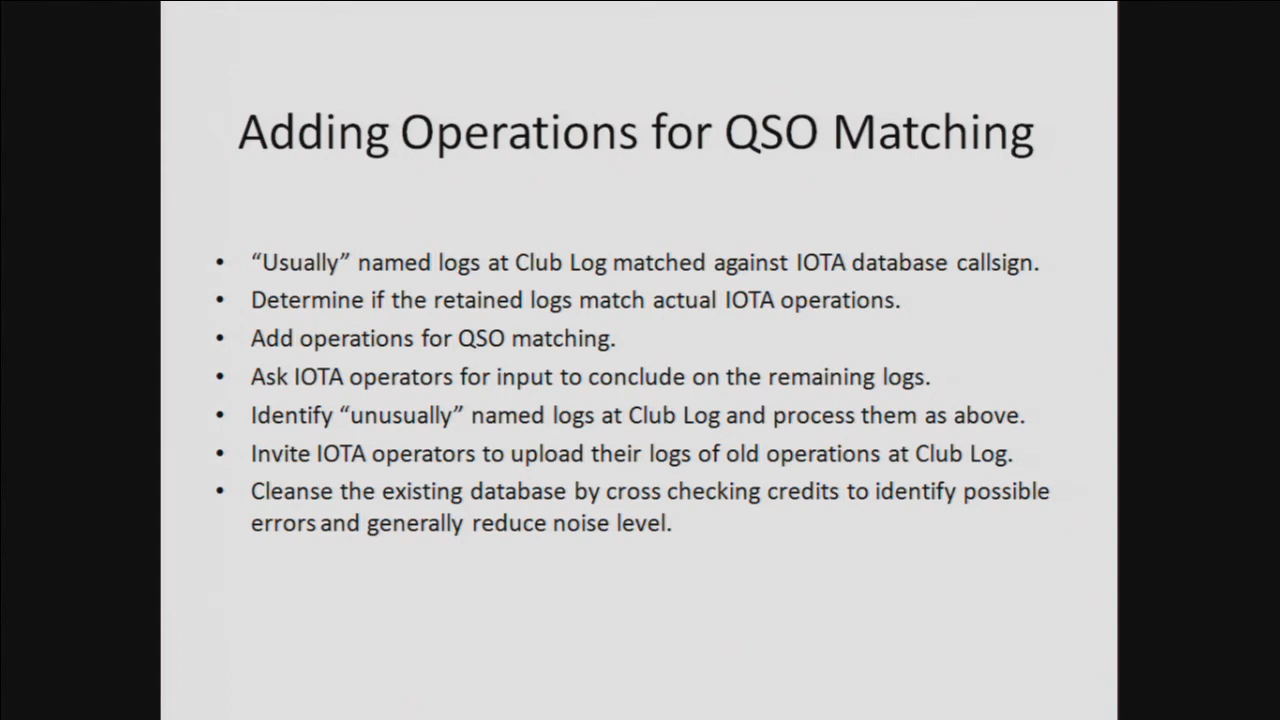 Adding Operations for QSO Matching
• “Usually” named logs at Club Log matched against IOTA database callsign.
• Determine if the retained logs match actual IOTA operations.
• Add operations for QSO matching.
• Ask IOTA operators for input to conclude on the remaining logs.
• Identify “unusually” named logs at Club Log and process them as above.
• Invite IOTA operators to upload their logs of old operations at Club Log.
• Cleanse the existing database by cross checking credits to identify possible
errors and generally reduce noise level.